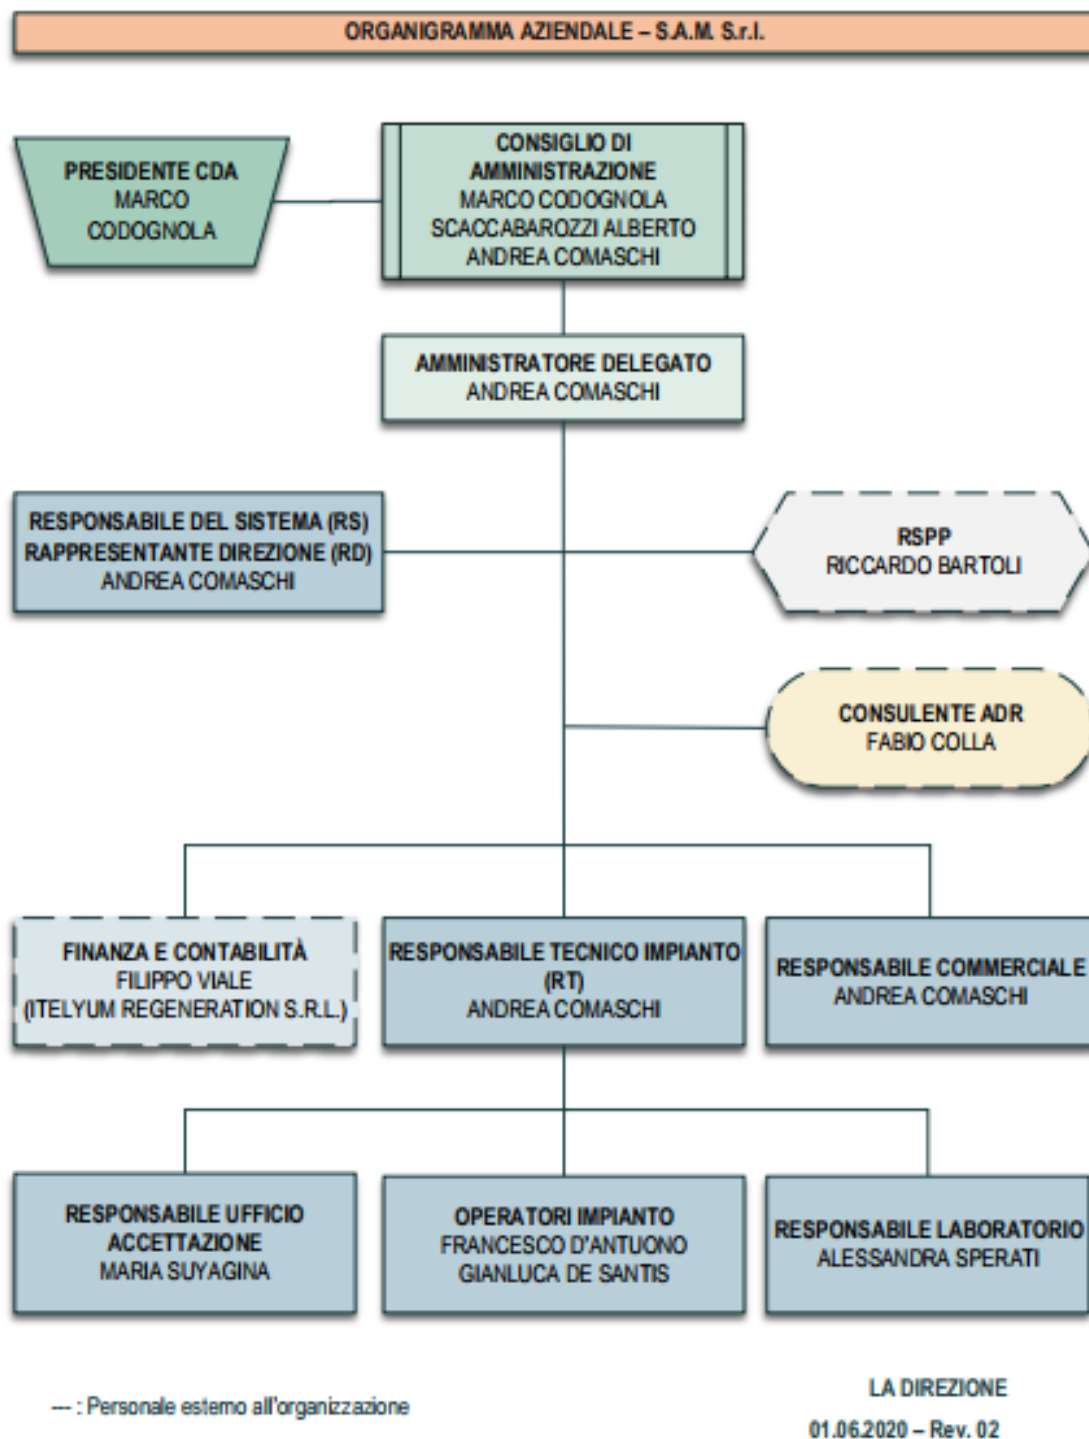 ORGANIGRAMMA AZIENDALE – S.A.M. S.r.l.
PRESIDENTE CDA
MARCO
CODOGNOLA
CONSIGLIO DI
AMMINISTRAZIONE
MARCO CODOGNOLA
SCACCABAROZZI ALBERTO
ANDREA COMASCHI
AMMINISTRATORE DELEGATO
ANDREA COMASCHI
RESPONSABILE DEL SISTEMA (RS)
RAPPRESENTANTE DIREZIONE (RD)
ANDREA COMASCHI
RSPP
RICCARDO BARTOLI
CONSULENTE ADR
FABIO COLLA
FINANZA E CONTABILITÀ
FILIPPO VIALE
(ITELYUM REGENERATION S.R.L.)
RESPONSABILE TECNICO IMPIANTO
(RT)
ANDREA COMASCHI
RESPONSABILE COMMERCIALE
ANDREA COMASCHI
RESPONSABILE UFFICIO
ACCETTAZIONE
MARIA SUYAGINA
OPERATORI IMPIANTO
FRANCESCO D'ANTUONO
GIANLUCA DE SANTIS
RESPONSABILE LABORATORIO
ALESSANDRA SPERATI
--- : Personale esterno all'organizzazione
LA DIREZIONE
01.06.2020 – Rev. 02